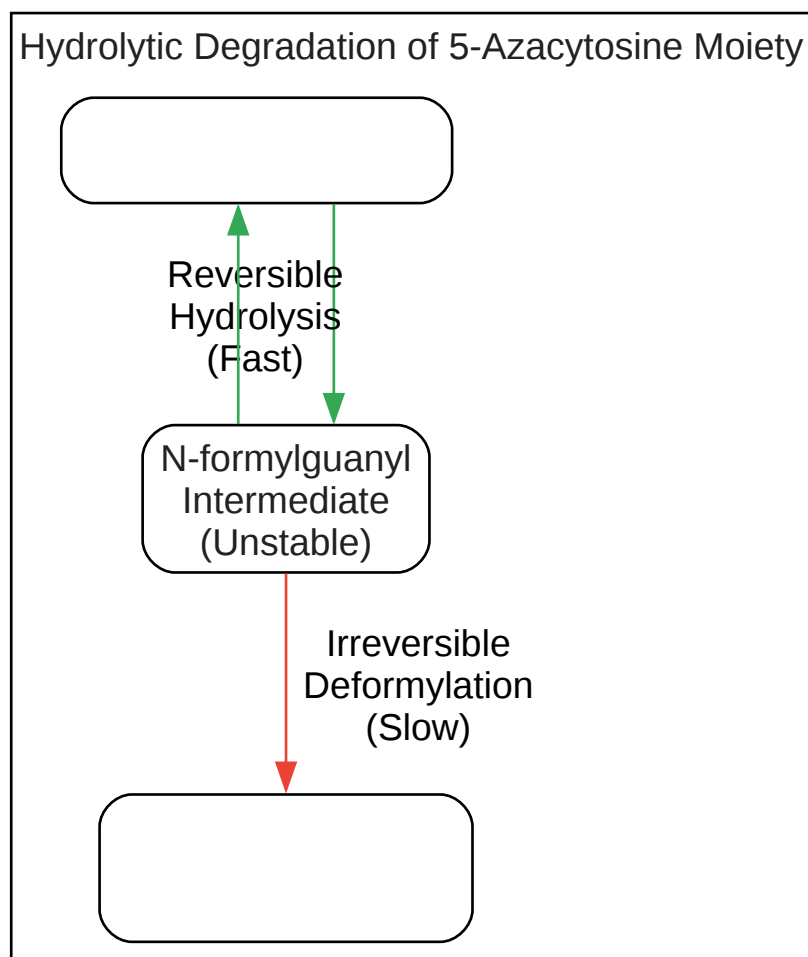 Hydrolytic Degradation of 5-Azacytosine Moiety
Reversible
Hydrolysis
(Fast)
N-formylguanyl
Intermediate
(Unstable)
Irreversible
Deformylation
(Slow)